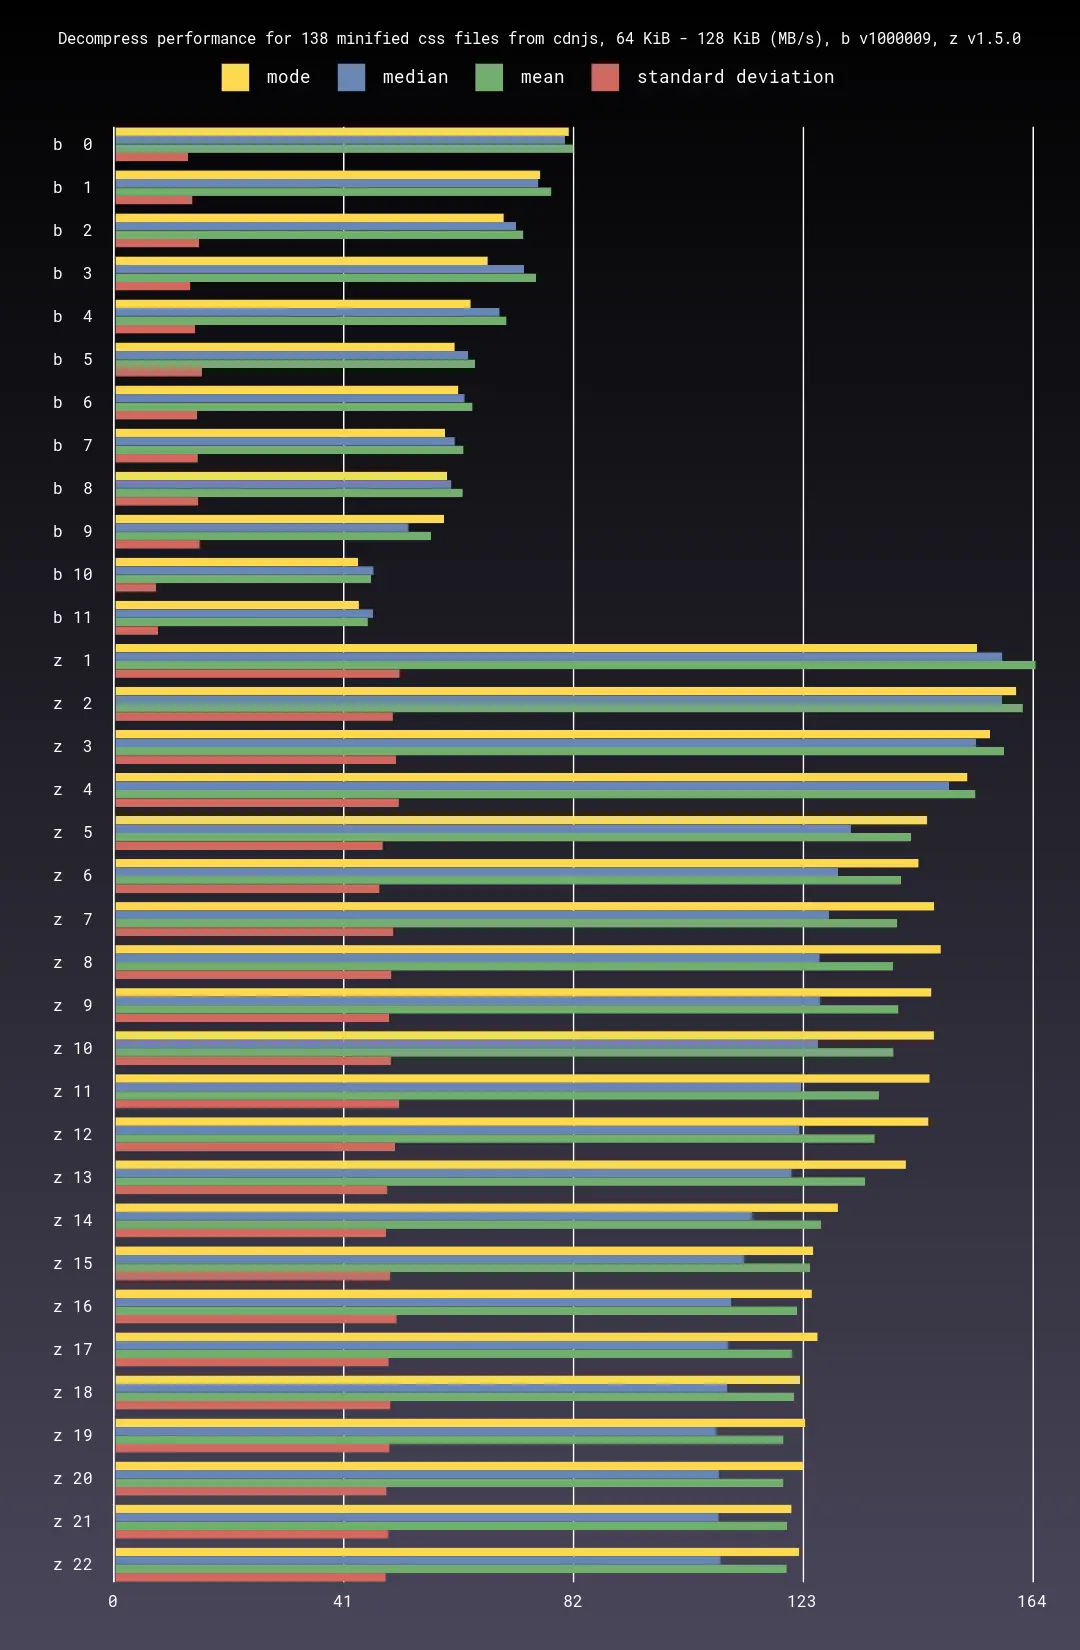 Decompress performance for 138 minified css files from cdnjs, 64 KiB - 128 KiB (MB/s), b v1000009, z v1.5.0
mode median mean standard deviation
b 0
b 1
b 2
b 3
b 4
b 5
b 6
b 7
b 8
b 9
b 10
b 11
z 1
z 2
z 3
z 4
z 5
z 6
z 7
z 8
z 9
z 10
z 11
z 12
z 13
z 14
z 15
z 16
z 17
z 18
z 19
z 20
z 21
z 22
0 41 82 123 164